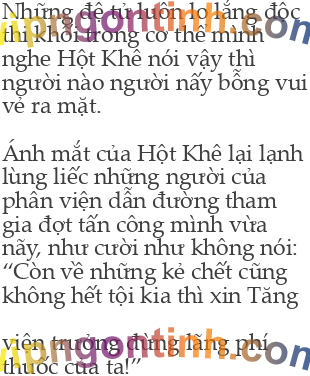 Những đệ tử luôn lo lắng độc
thi khôi trong cơ thể mình
nghe Hột Khê nói vậy thì
người nào người nấy bỗng vui
vẻ ra mặt.
Ánh mắt của Hột Khê lại lạnh
lùng liếc những người của
phân viện dẫn đường tham
gia đợt tấn công mình vừa
nãy, như cười như không nói:
“Còn về những kẻ chết cũng
không hết tội kia thì xin Tăng
viện trưởng đừng lãng phí
thuốc của ta!”